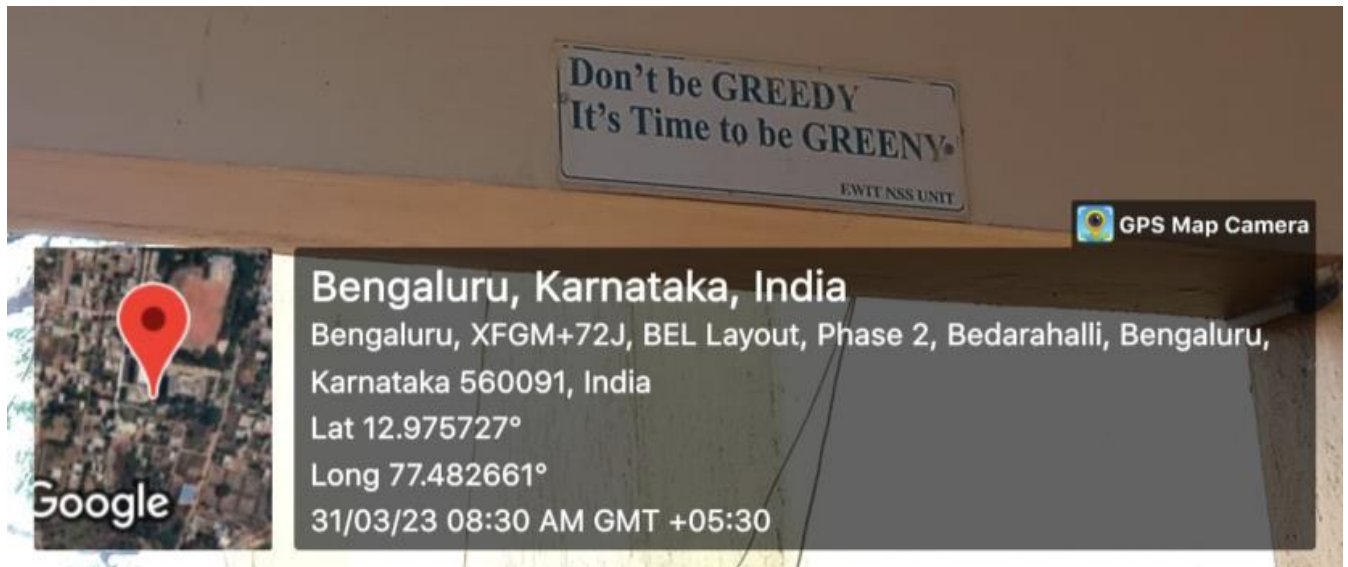 Don't be GREEDY
It's Time to be GREENY
EWIT NSS UNIT
GPS Map Camera
Bengaluru, Karnataka, India
Bengaluru, XFGM+72J, BEL Layout, Phase 2, Bedarahalli, Bengaluru,
Karnataka 560091, India
Lat 12.975727°
Long 77.482661°
31/03/23 08:30 AM GMT +05:30
Google